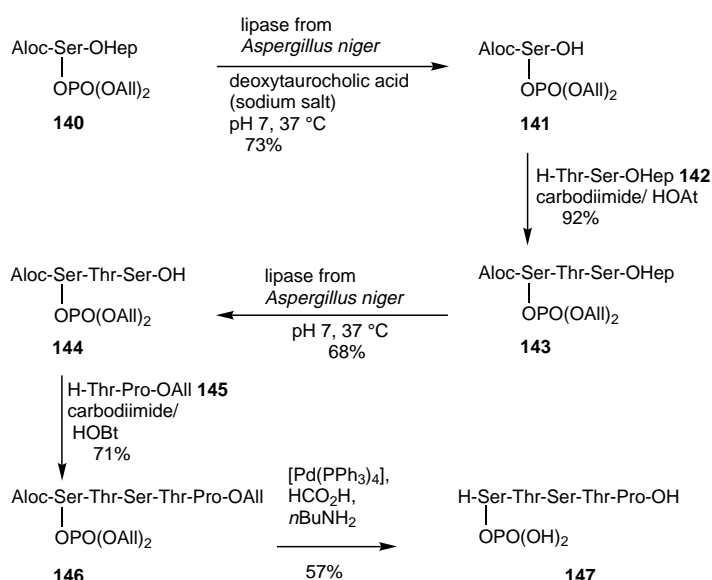 Aloc-Ser-OHep
OPO(OAll)2
140
lipase from
Aspergillus niger
deoxytaurocholic acid
(sodium salt)
pH 7, 37 °C
73%
Aloc-Ser-OH
OPO(OAll)2
141
H-Thr-Ser-OHep 142
carbodiimide/ HOAt
92%
Aloc-Ser-Thr-Ser-OHep
OPO(OAll)2
143
lipase from
Aspergillus niger
pH 7, 37 °C
68%
Aloc-Ser-Thr-Ser-OH
OPO(OAll)2
144
H-Thr-Pro-OAll 145
carbodiimide/
HOBt
71%
Aloc-Ser-Thr-Ser-Thr-Pro-OAll
OPO(OAll)2
146
[Pd(PPh3)4],
HCO2H,
nBuNH2
57%
H-Ser-Thr-Ser-Thr-Pro-OH
OPO(OH)2
147